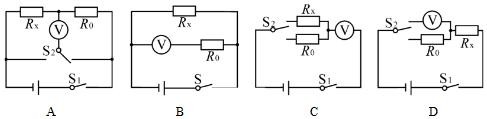 Rx R0 V S2 S1
Rx V R0 S
S2 Rx R0 V S1
S2 V R0 Rx S1
A B C D